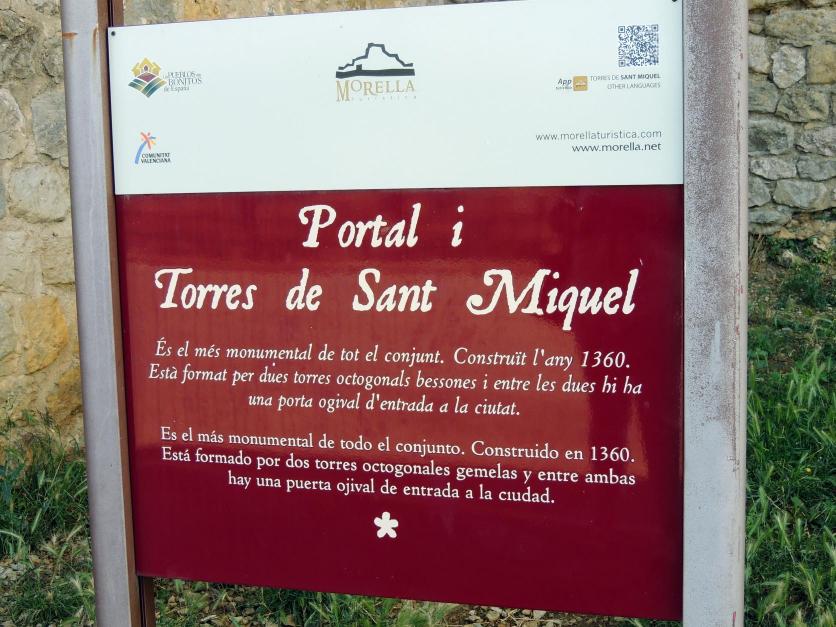 Los PUEBLOS más
BONITOS
de España
MORELLA
turística
App
TORRES DE SANT MIQUEL
OTHER LANGUAGES
COMUNITAT
VALENCIANA
www.morellaturistica.com
www.morella.net
Portal i
Torres de Sant Miquel
És el més monumental de tot el conjunt. Construït l'any 1360.
Està format per dues torres octogonals bessones i entre les dues hi ha
una porta ogival d'entrada a la ciutat.
Es el más monumental de todo el conjunto. Construido en 1360.
Está formado por dos torres octogonales gemelas y entre ambas
hay una puerta ojival de entrada a la ciudad.